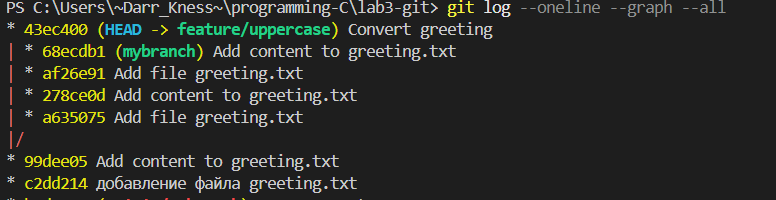 PS C:\Users\~Darr_Kness~\programming-C\lab3-git> git log --oneline --graph --all
* 43ec400 (HEAD -> feature/uppercase) Convert greeting
| * 68ecdb1 (mybranch) Add content to greeting.txt
| * af26e91 Add file greeting.txt
| * 278ce0d Add content to greeting.txt
| * a635075 Add file greeting.txt
|/
* 99dee05 Add content to greeting.txt
* c2dd214 добавление файла greeting.txt